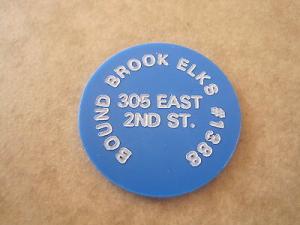 BOUND BROOK ELKS #1388
305 EAST
2ND ST.